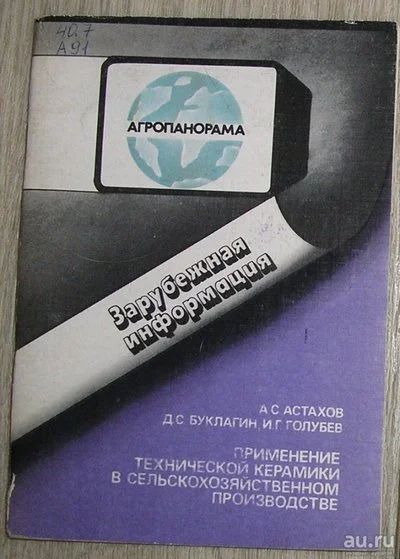 40.7
А91
АГРОПАНОРАМА
Зарубежная
информация
А С АСТАХОВ
Д.С. БУКЛАГИН, И.Г. ГОЛУБЕВ
ПРИМЕНЕНИЕ
ТЕХНИЧЕСКОЙ КЕРАМИКИ
В СЕЛЬСКОХОЗЯЙСТВЕННОМ
ПРОИЗВОДСТВЕ
au.ru